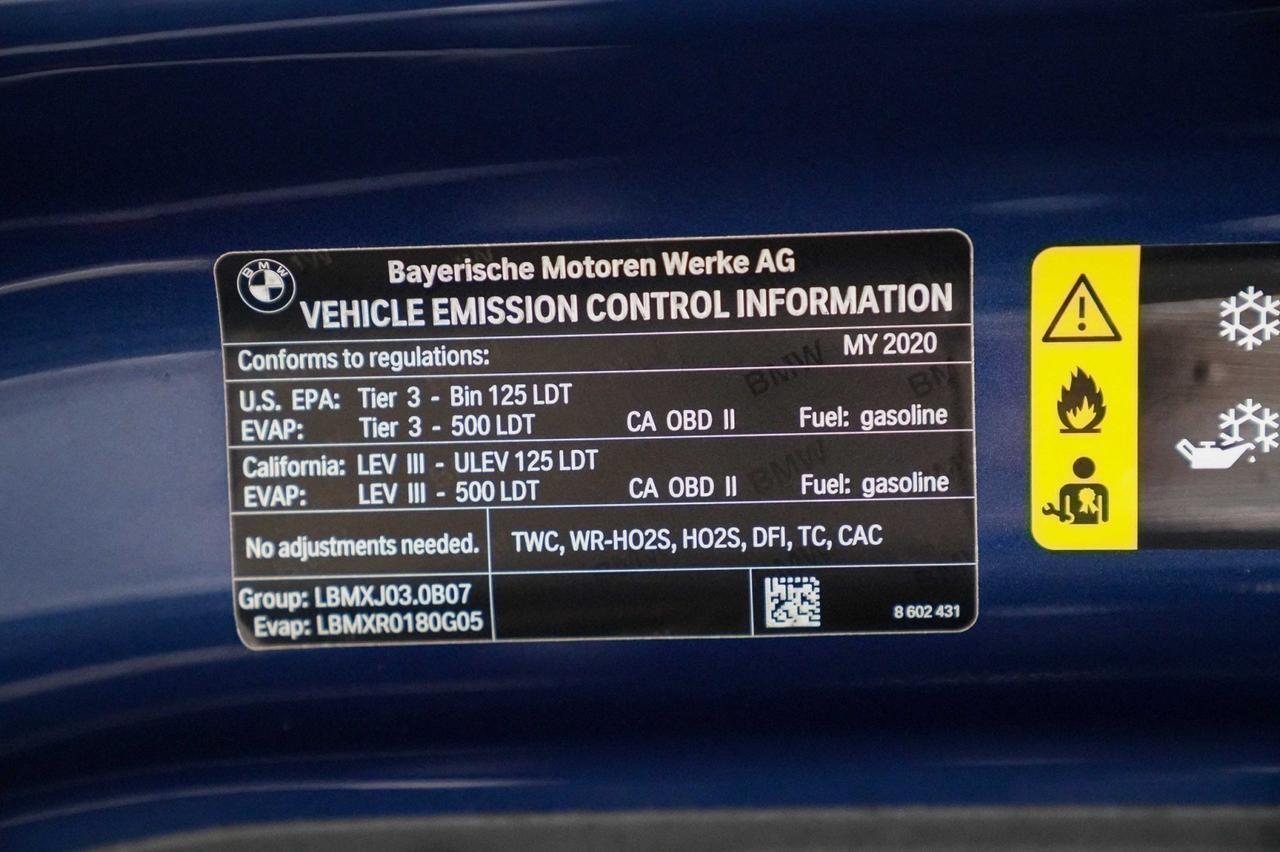 BMW
Bayerische Motoren Werke AG
VEHICLE EMISSION CONTROL INFORMATION
Conforms to regulations: MY 2020
U.S. EPA: Tier 3 - Bin 125 LDT
EVAP: Tier 3 - 500 LDT CA OBD II Fuel: gasoline
California: LEV III - ULEV 125 LDT
EVAP: LEV III - 500 LDT CA OBD II Fuel: gasoline
No adjustments needed. TWC, WR-HO2S, HO2S, DFI, TC, CAC
Group: LBMXJ03.0B07
Evap: LBMXR0180G05
8 602 431